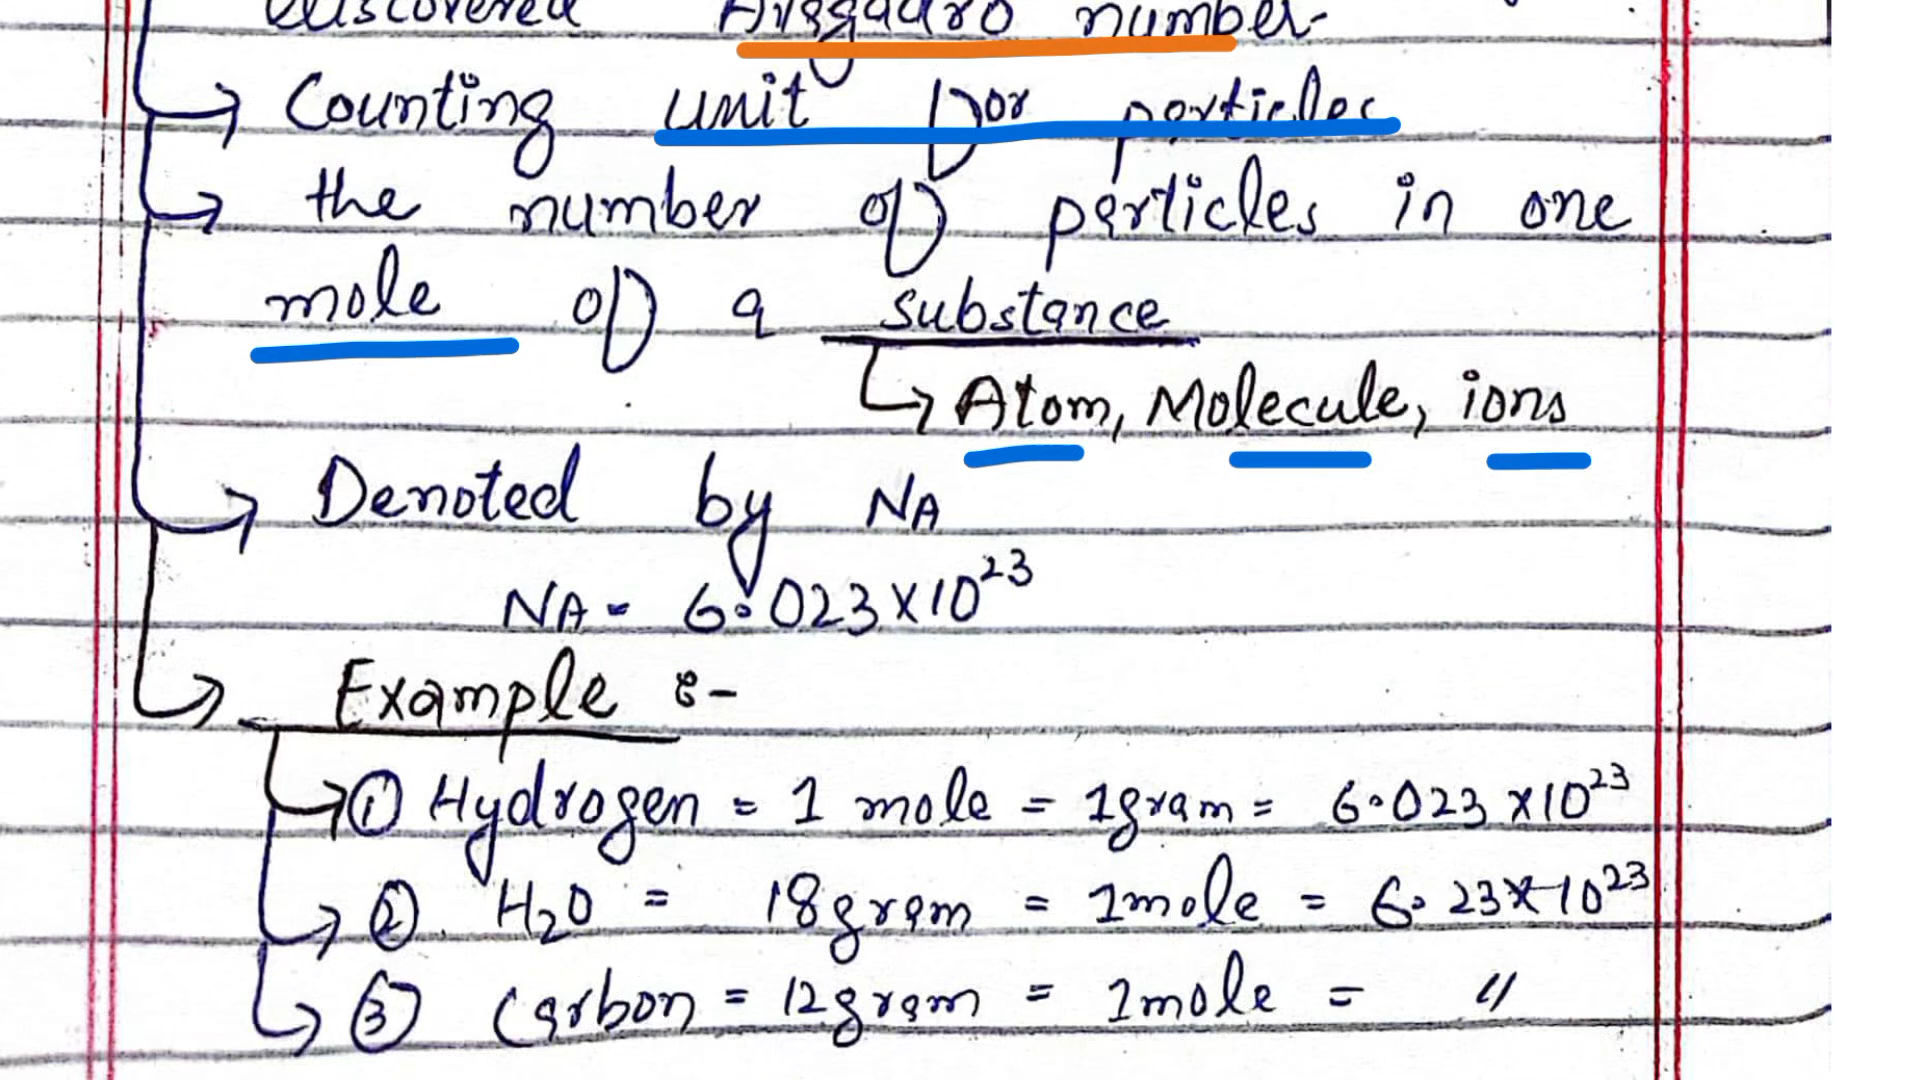 discovered Avogadro number-
→ Counting unit for particles
→ the number of particles in one
mole of a substance
→ Atom, Molecule, ions
→ Denoted by NA
NA = 6.023×10²³
→ Example :-
→ ① Hydrogen = 1 mole = 1gram = 6.023×10²³
→ ② H₂O = 18gram = 1mole = 6.23×10²³
→ ③ Carbon = 12gram = 1mole = "